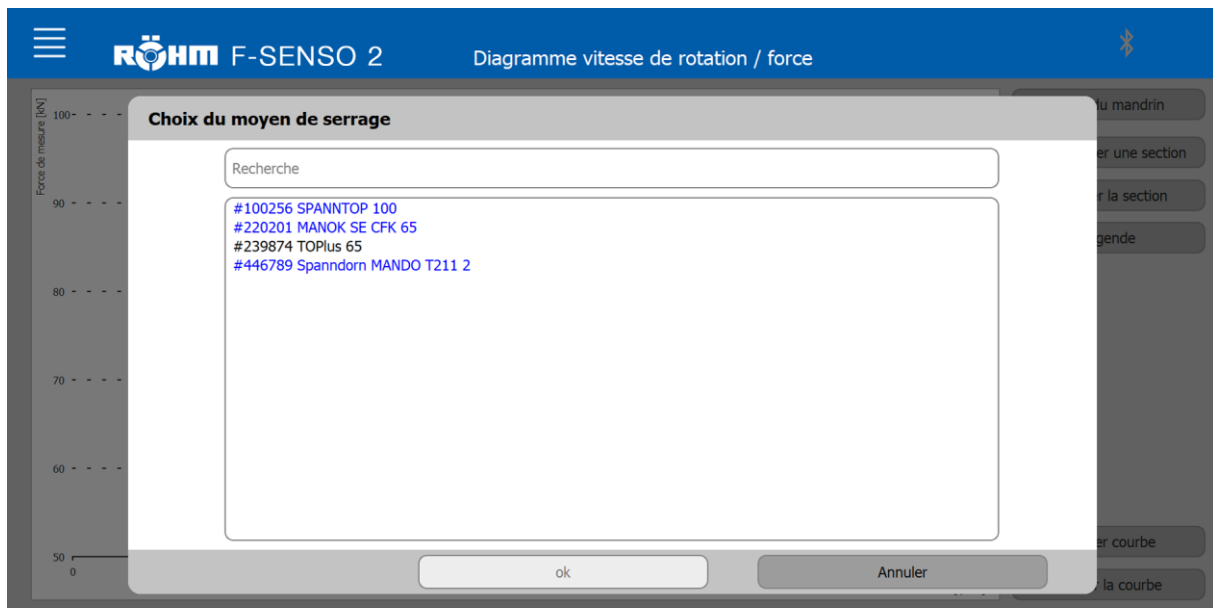 RÖHM F-SENSO 2
Diagramme vitesse de rotation / force
Force de mesure [kN]
100
90
80
70
60
50
0
Choix du moyen de serrage
Recherche
#100256 SPANNTOP 100
#220201 MANOK SE CFK 65
#239874 TOPlus 65
#446789 Spanndorn MANDO T211 2
ok
Annuler
du mandrin
er une section
r la section
gende
er courbe
r la courbe